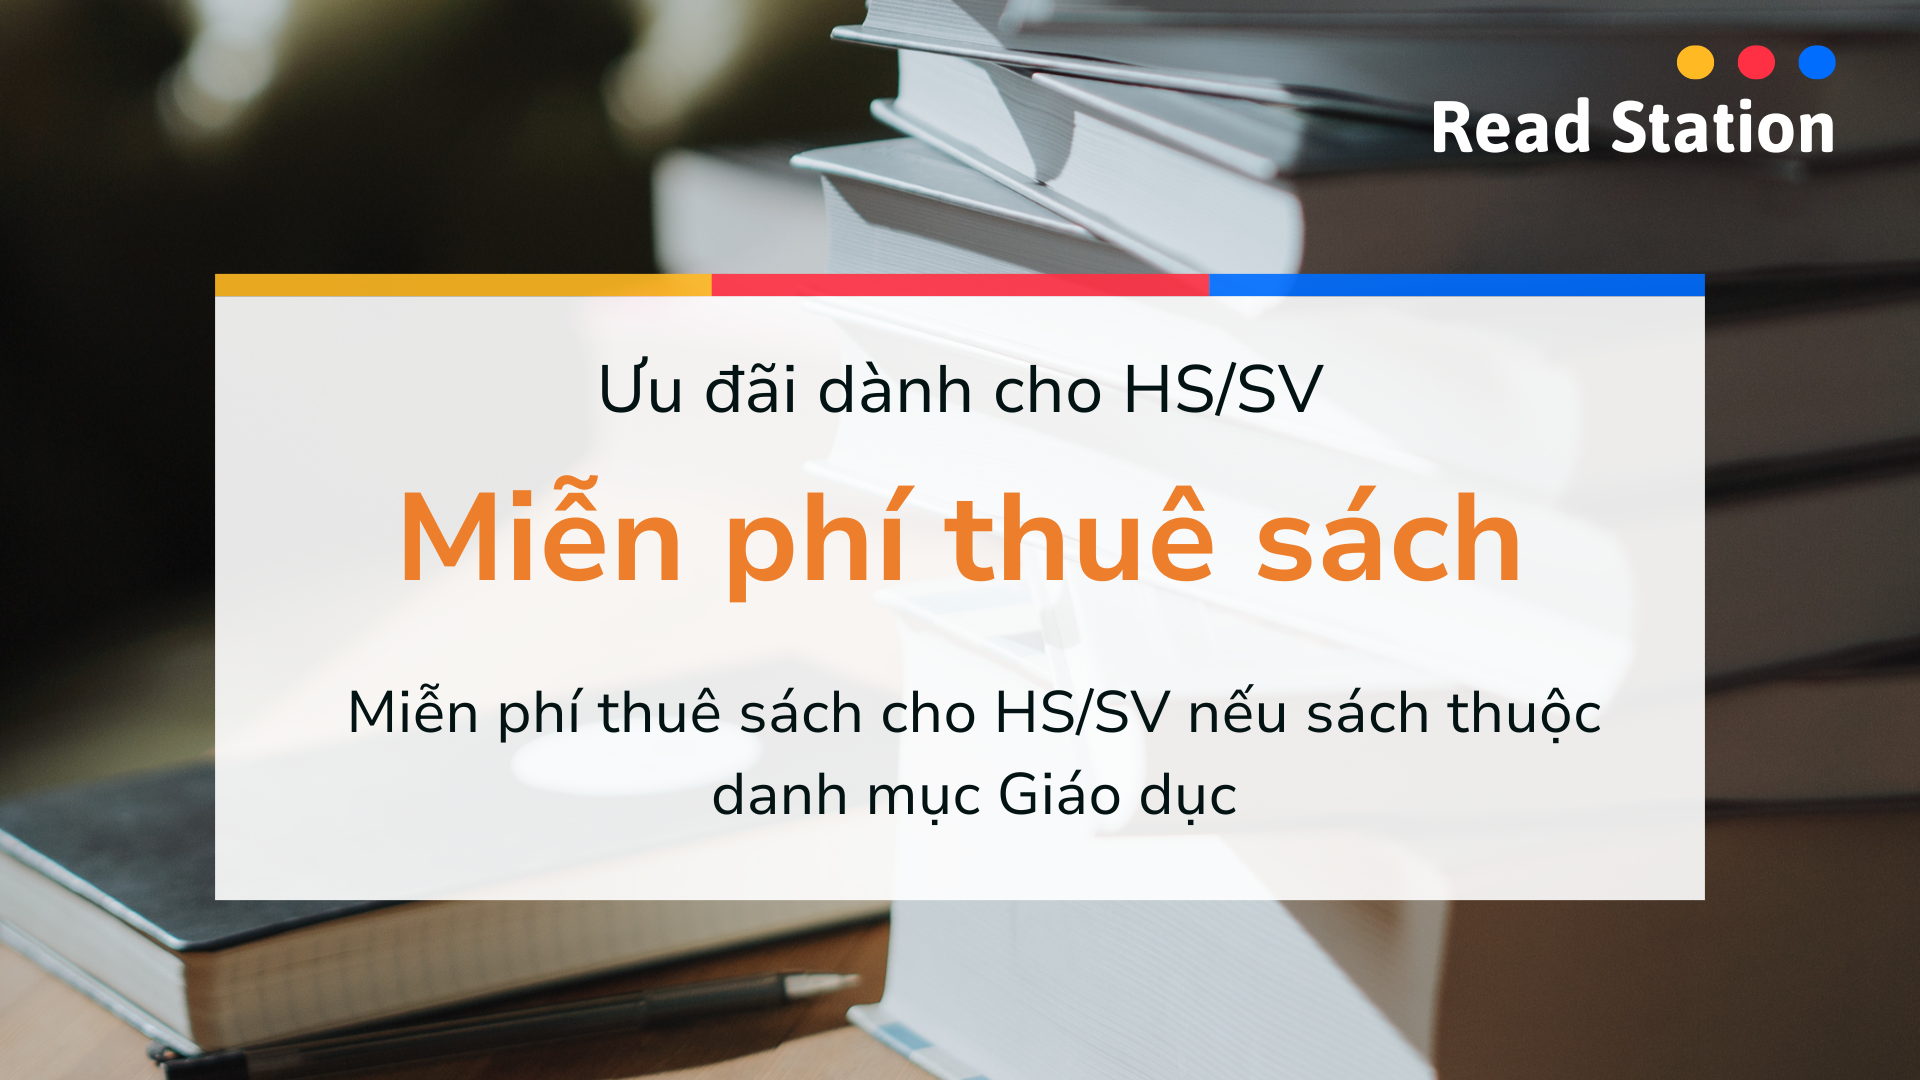 Read Station
Ưu đãi dành cho HS/SV
Miễn phí thuê sách
Miễn phí thuê sách cho HS/SV nếu sách thuộc
danh mục Giáo dục